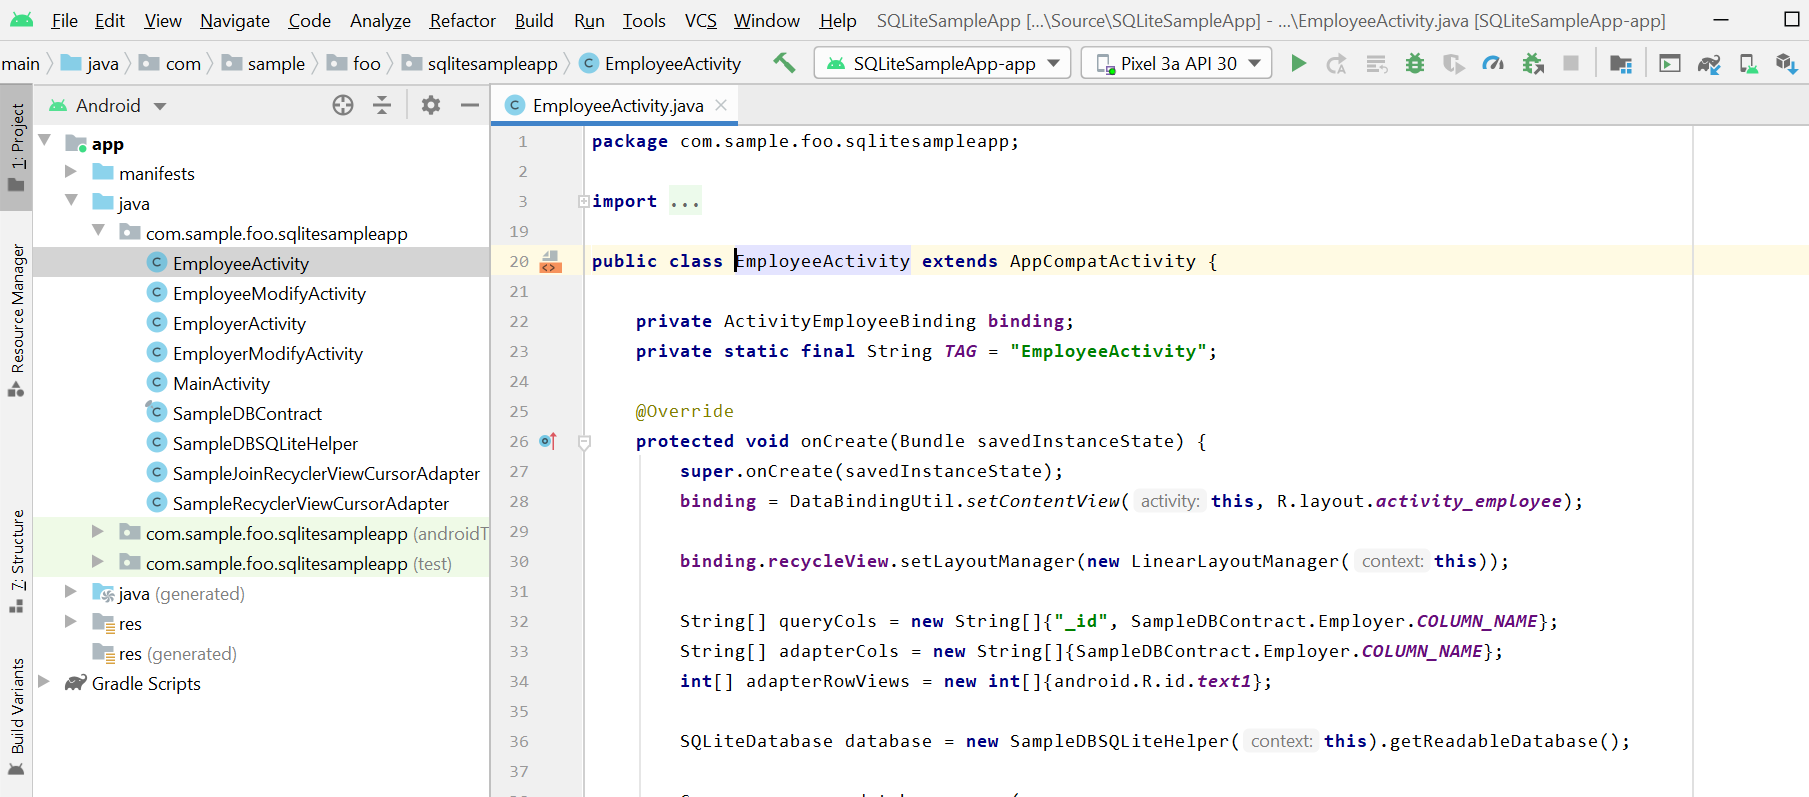 File Edit View Navigate Code Analyze Refactor Build Run Tools VCS Window Help SQLiteSampleApp [...\Source\SQLiteSampleApp] - ...\EmployeeActivity.java [SQLiteSampleApp-app]
main java com sample foo sqlitesampleapp EmployeeActivity SQLiteSampleApp-app Pixel 3a API 30
1: Project
Resource Manager
7: Structure
Build Variants
Android
app
manifests
java
com.sample.foo.sqlitesampleapp
EmployeeActivity
EmployeeModifyActivity
EmployerActivity
EmployerModifyActivity
MainActivity
SampleDBContract
SampleDBSQLiteHelper
SampleJoinRecyclerViewCursorAdapter
SampleRecyclerViewCursorAdapter
com.sample.foo.sqlitesampleapp (androidT
com.sample.foo.sqlitesampleapp (test)
java (generated)
res
res (generated)
Gradle Scripts
EmployeeActivity.java
1 package com.sample.foo.sqlitesampleapp;
2
3 import ...
19
20 public class EmployeeActivity extends AppCompatActivity {
21
22 private ActivityEmployeeBinding binding;
23 private static final String TAG = "EmployeeActivity";
24
25 @Override
26 protected void onCreate(Bundle savedInstanceState) {
27 super.onCreate(savedInstanceState);
28 binding = DataBindingUtil.setContentView( activity: this, R.layout.activity_employee);
29
30 binding.recycleView.setLayoutManager(new LinearLayoutManager( context: this));
31
32 String[] queryCols = new String[]{"_id", SampleDBContract.Employer.COLUMN_NAME};
33 String[] adapterCols = new String[]{SampleDBContract.Employer.COLUMN_NAME};
34 int[] adapterRowViews = new int[]{android.R.id.text1};
35
36 SQLiteDatabase database = new SampleDBSQLiteHelper( context: this).getReadableDatabase();
37